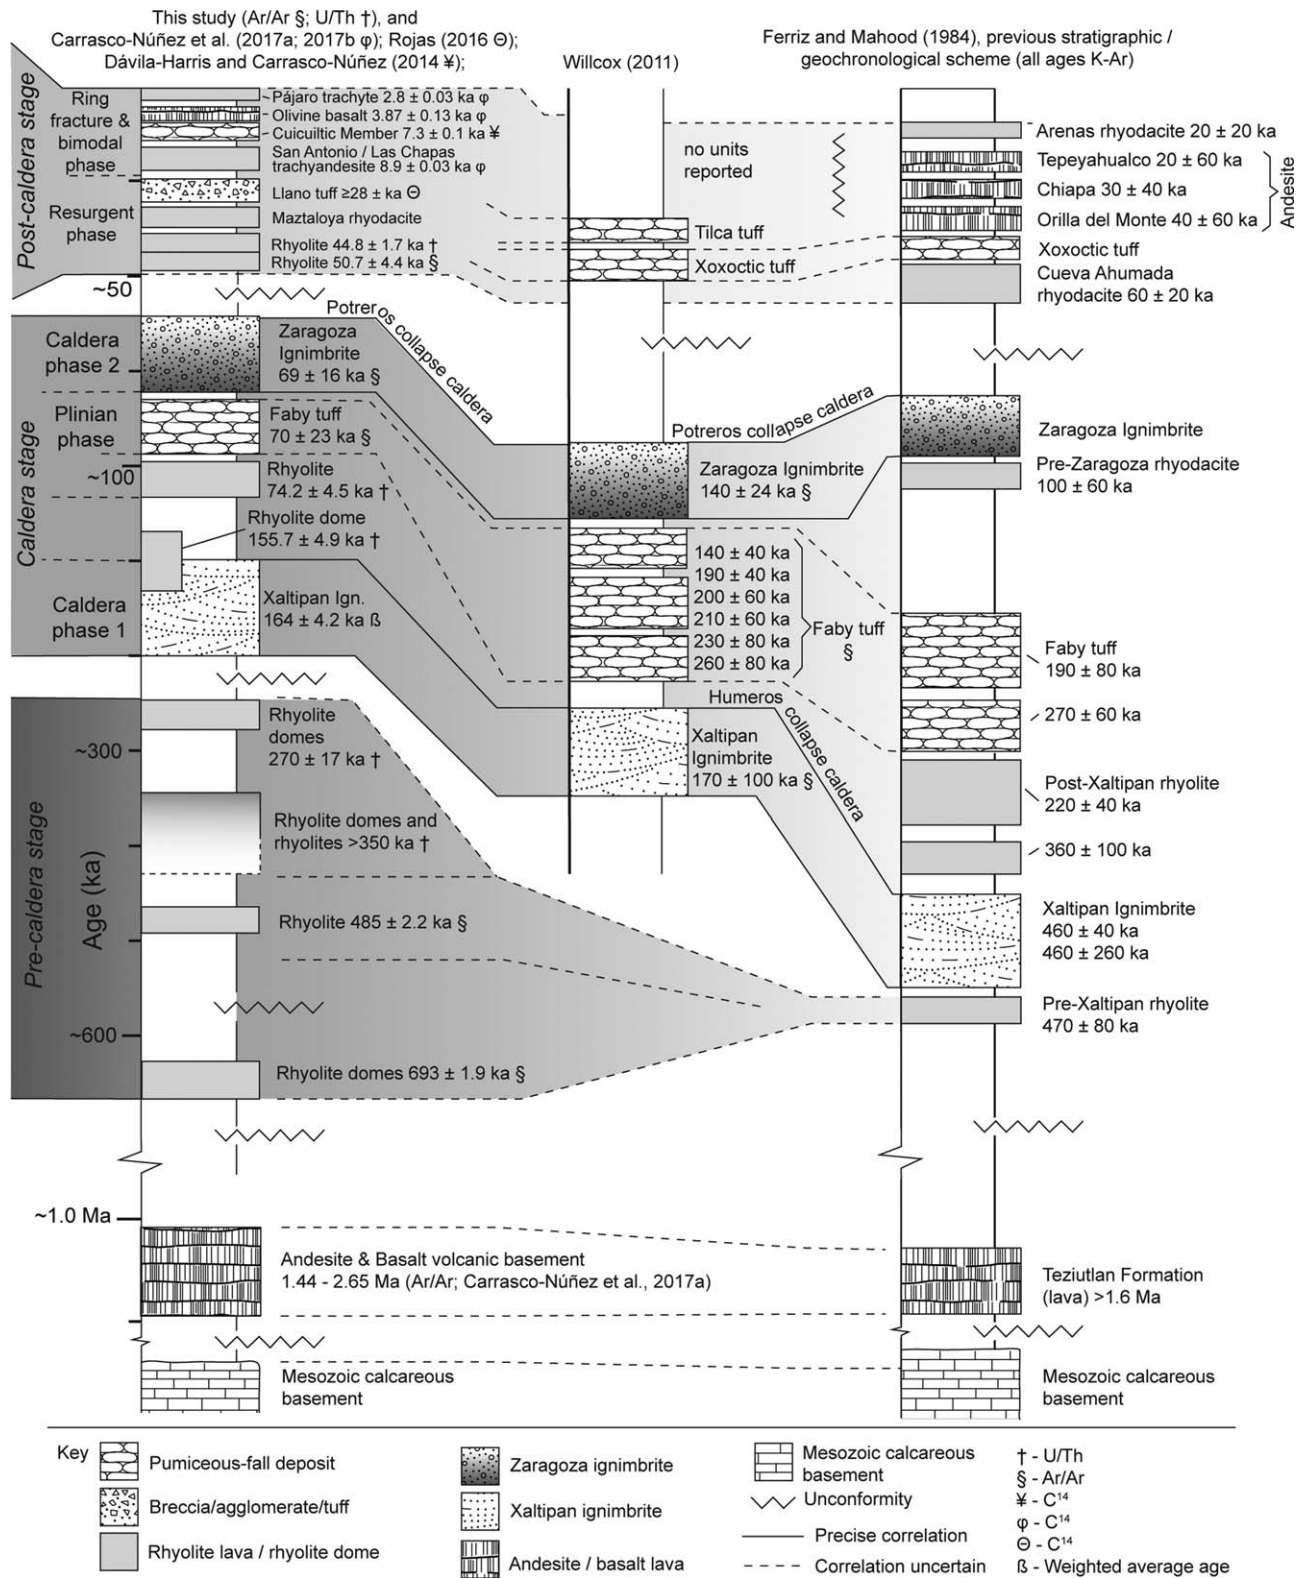 This study (Ar/Ar §; U/Th †), and
Carrasco-Núñez et al. (2017a; 2017b φ); Rojas (2016 Θ);
Dávila-Harris and Carrasco-Núñez (2014 ¥);
Willcox (2011)
Ferriz and Mahood (1984), previous stratigraphic /
geochronological scheme (all ages K-Ar)
Post-caldera stage
Ring
fracture &
bimodal
phase
Resurgent
phase
Pájaro trachyte 2.8 ± 0.03 ka φ
Olivine basalt 3.87 ± 0.13 ka φ
Cuicuiltic Member 7.3 ± 0.1 ka ¥
San Antonio / Las Chapas
trachyandesite 8.9 ± 0.03 ka φ
Llano tuff ≥28 ± ka Θ
Maztaloya rhyodacite
Rhyolite 44.8 ± 1.7 ka †
Rhyolite 50.7 ± 4.4 ka §
~50
no units
reported
Tilca tuff
Xoxoctic tuff
Arenas rhyodacite 20 ± 20 ka
Tepeyahualco 20 ± 60 ka
Chiapa 30 ± 40 ka
Orilla del Monte 40 ± 60 ka
Andesite
Xoxoctic tuff
Cueva Ahumada
rhyodacite 60 ± 20 ka
Caldera stage
Caldera
phase 2
Plinian
phase
~100
Caldera
phase 1
Potreros collapse caldera
Zaragoza
Ignimbrite
69 ± 16 ka §
Faby tuff
70 ± 23 ka §
Rhyolite
74.2 ± 4.5 ka †
Rhyolite dome
155.7 ± 4.9 ka †
Xaltipan Ign.
164 ± 4.2 ka ß
Potreros collapse caldera
Zaragoza Ignimbrite
140 ± 24 ka §
140 ± 40 ka
190 ± 40 ka
200 ± 60 ka
210 ± 60 ka
230 ± 80 ka
260 ± 80 ka
Faby tuff
§
Humeros collapse caldera
Xaltipan
Ignimbrite
170 ± 100 ka §
Zaragoza Ignimbrite
Pre-Zaragoza rhyodacite
100 ± 60 ka
Faby tuff
190 ± 80 ka
270 ± 60 ka
Post-Xaltipan rhyolite
220 ± 40 ka
360 ± 100 ka
Xaltipan Ignimbrite
460 ± 40 ka
460 ± 260 ka
Pre-Xaltipan rhyolite
470 ± 80 ka
Pre-caldera stage
Age (ka)
~300
~600
Rhyolite
domes
270 ± 17 ka †
Rhyolite domes and
rhyolites >350 ka †
Rhyolite 485 ± 2.2 ka §
Rhyolite domes 693 ± 1.9 ka §
~1.0 Ma
Andesite & Basalt volcanic basement
1.44 - 2.65 Ma (Ar/Ar; Carrasco-Núñez et al., 2017a)
Teziutlan Formation
(lava) >1.6 Ma
Mesozoic calcareous
basement
Mesozoic calcareous
basement
Key
Pumiceous-fall deposit
Breccia/agglomerate/tuff
Rhyolite lava / rhyolite dome
Zaragoza ignimbrite
Xaltipan ignimbrite
Andesite / basalt lava
Mesozoic calcareous
basement
Unconformity
Precise correlation
Correlation uncertain
† - U/Th
§ - Ar/Ar
¥ - C¹⁴
φ - C¹⁴
Θ - C¹⁴
ß - Weighted average age